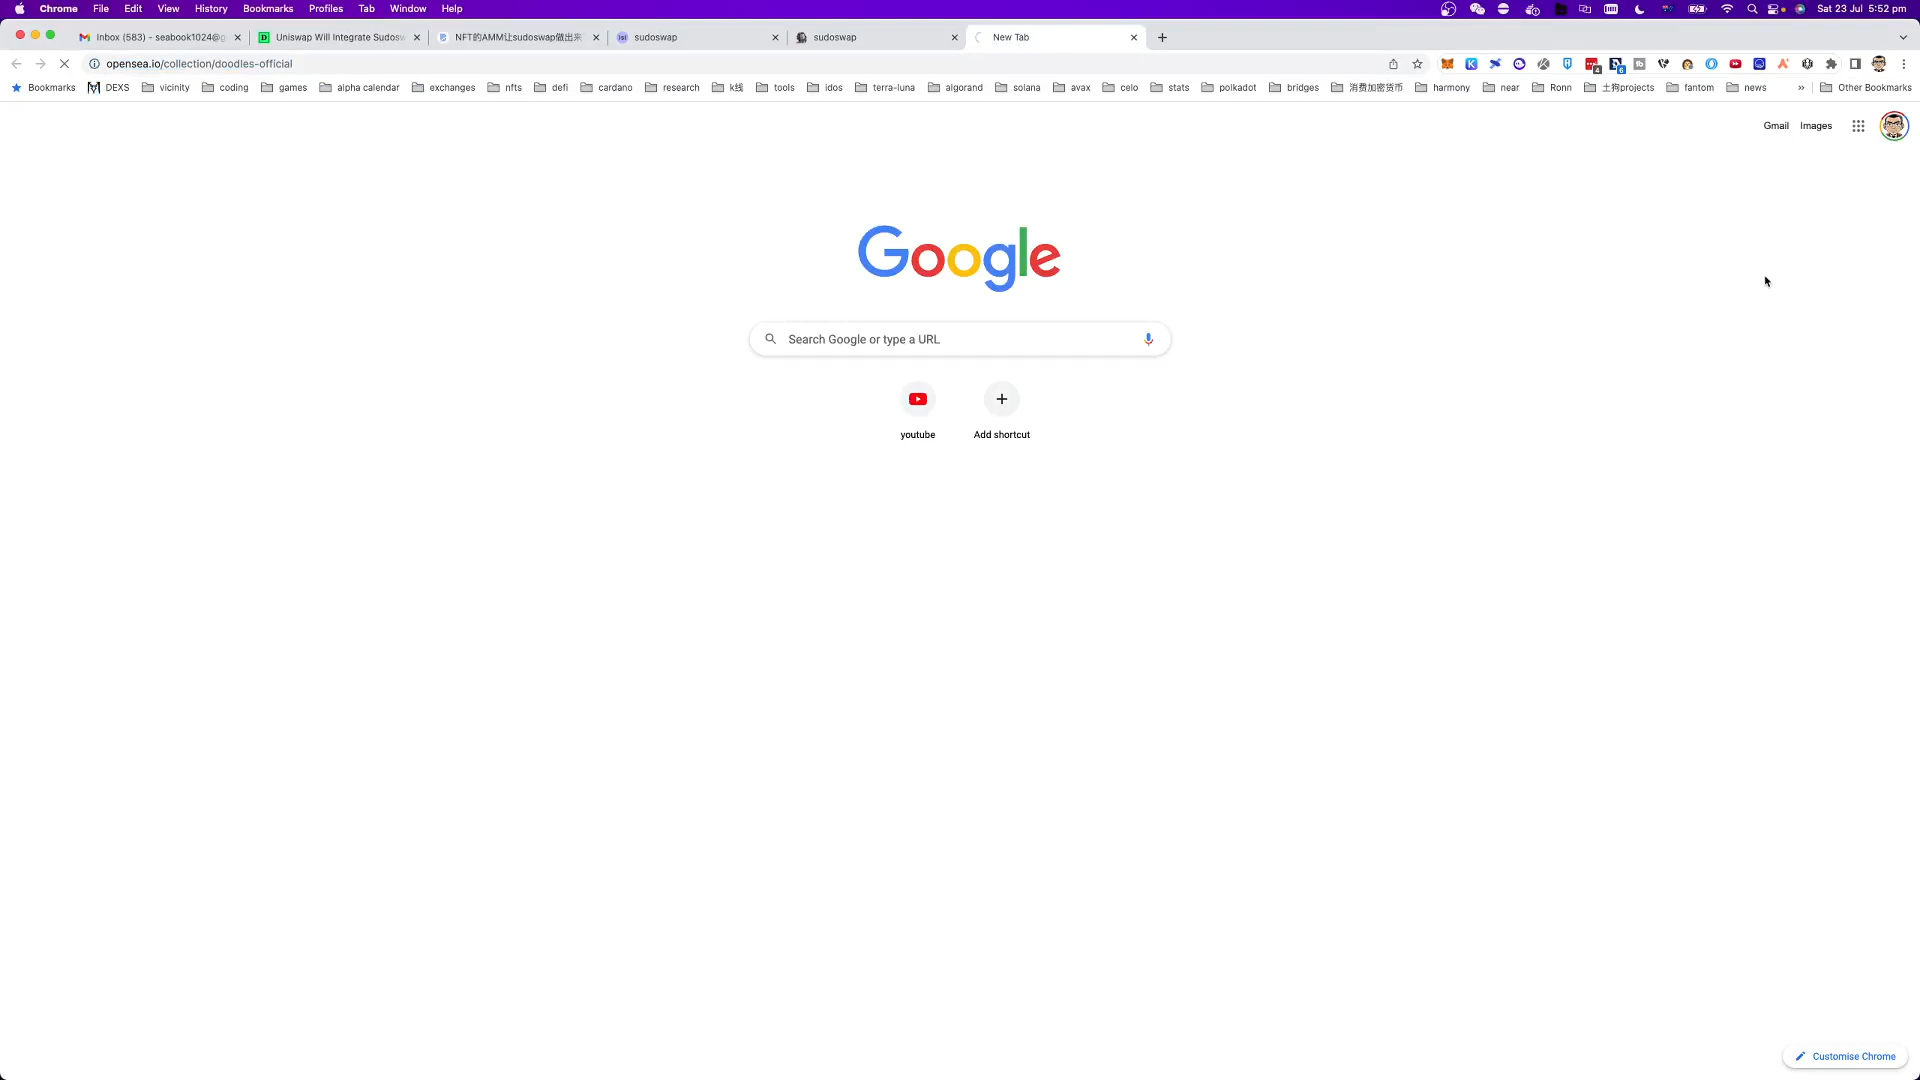 Chrome File Edit View History Bookmarks Profiles Tab Window Help Sat 23 Jul 5:52 pm
Inbox (583) - seabook1024@g Uniswap Will Integrate Sudosw NFT的AMM让sudoswap做出来 sudoswap sudoswap New Tab
opensea.io/collection/doodles-official
Bookmarks DEXS vicinity coding games alpha calendar exchanges nfts defi cardano research k线 tools idos terra-luna algorand solana avax celo stats polkadot bridges 消费加密货币 harmony near Ronn 土狗projects fantom news » Other Bookmarks
Gmail Images
Google
Search Google or type a URL
youtube Add shortcut
Customise Chrome